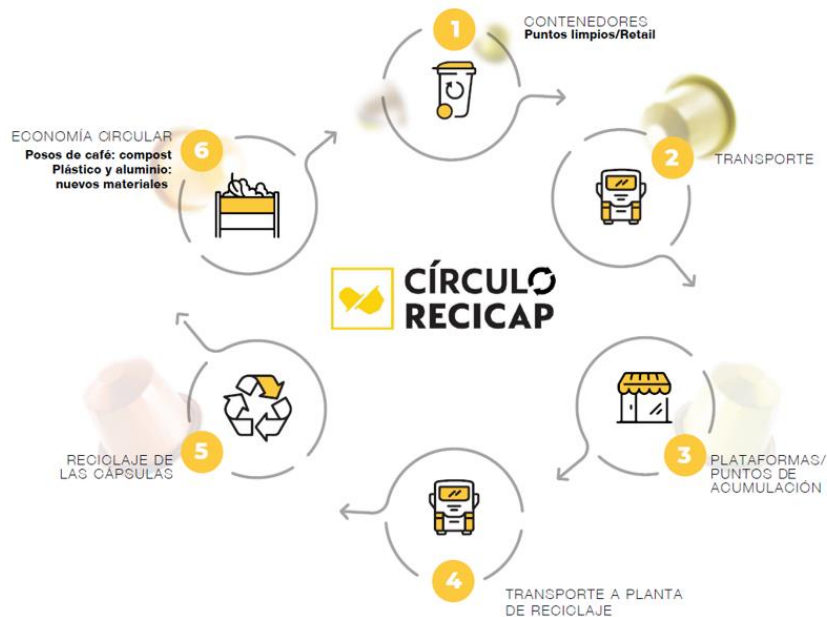 1
CONTENEDORES
Puntos limpios/Retail
2
TRANSPORTE
3
PLATAFORMAS/
PUNTOS DE
ACUMULACIÓN
4
TRANSPORTE A PLANTA
DE RECICLAJE
5
RECICLAJE DE
LAS CÁPSULAS
6
ECONOMÍA CIRCULAR
Posos de café: compost
Plástico y aluminio:
nuevos materiales
CÍRCULO
RECICAP